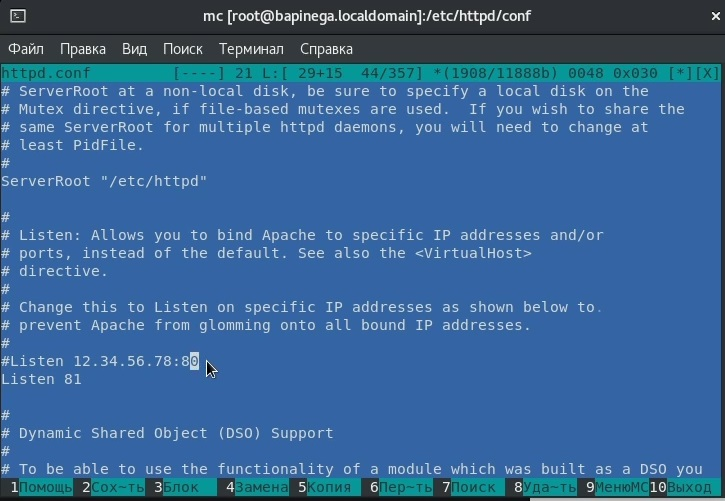 mc [root@bapinega.localdomain]:/etc/httpd/conf
Файл Правка Вид Поиск Терминал Справка
httpd.conf [----] 21 L:[ 29+15 44/357] *(1908/11888b) 0048 0x030 [*][X]
# ServerRoot at a non-local disk, be sure to specify a local disk on the
# Mutex directive, if file-based mutexes are used.  If you wish to share the
# same ServerRoot for multiple httpd daemons, you will need to change at
# least PidFile.
#
ServerRoot "/etc/httpd"
#
# Listen: Allows you to bind Apache to specific IP addresses and/or
# ports, instead of the default. See also the <VirtualHost>
# directive.
#
# Change this to Listen on specific IP addresses as shown below to.
# prevent Apache from glomming onto all bound IP addresses.
#
#Listen 12.34.56.78:80
Listen 81
#
# Dynamic Shared Object (DSO) Support
#
# To be able to use the functionality of a module which was built as a DSO you
1Помощь 2Сох~ть 3Блок 4Замена 5Копия 6Пер~ть 7Поиск 8Уда~ть 9МенюMC 10Выход